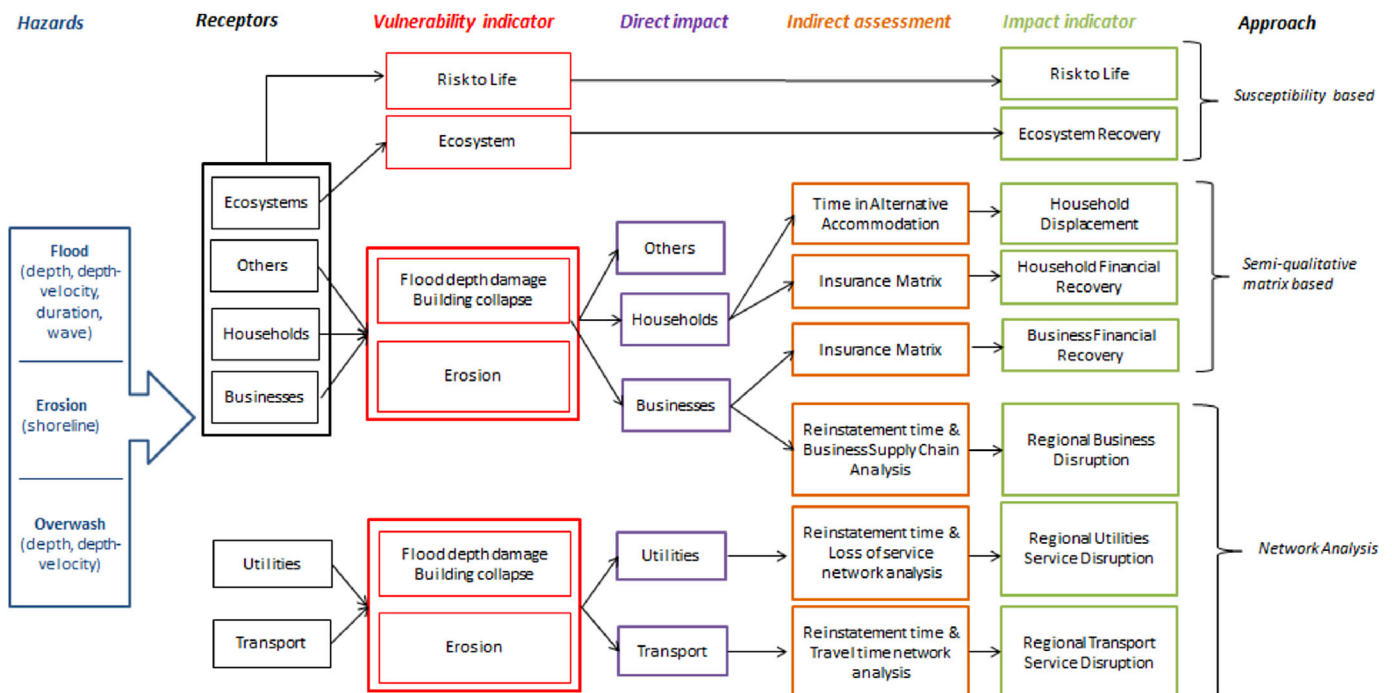 Hazards
Receptors
Vulnerability indicator
Direct impact
Indirect assessment
Impact indicator
Approach
Flood
(depth, depth-
velocity,
duration,
wave)
Erosion
(shoreline)
Overwash
(depth, depth-
velocity)
Ecosystems
Others
Households
Businesses
Utilities
Transport
Risk to Life
Ecosystem
Flood depth damage
Building collapse
Erosion
Flood depth damage
Building collapse
Erosion
Others
Households
Businesses
Utilities
Transport
Time in Alternative
Accommodation
Insurance Matrix
Insurance Matrix
Reinstatement time &
Business Supply Chain
Analysis
Reinstatement time &
Loss of service
network analysis
Reinstatement time &
Travel time network
analysis
Risk to Life
Ecosystem Recovery
Household
Displacement
Household Financial
Recovery
Business Financial
Recovery
Regional Business
Disruption
Regional Utilities
Service Disruption
Regional Transport
Service Disruption
Susceptibility based
Semi-qualitative
matrix based
Network Analysis